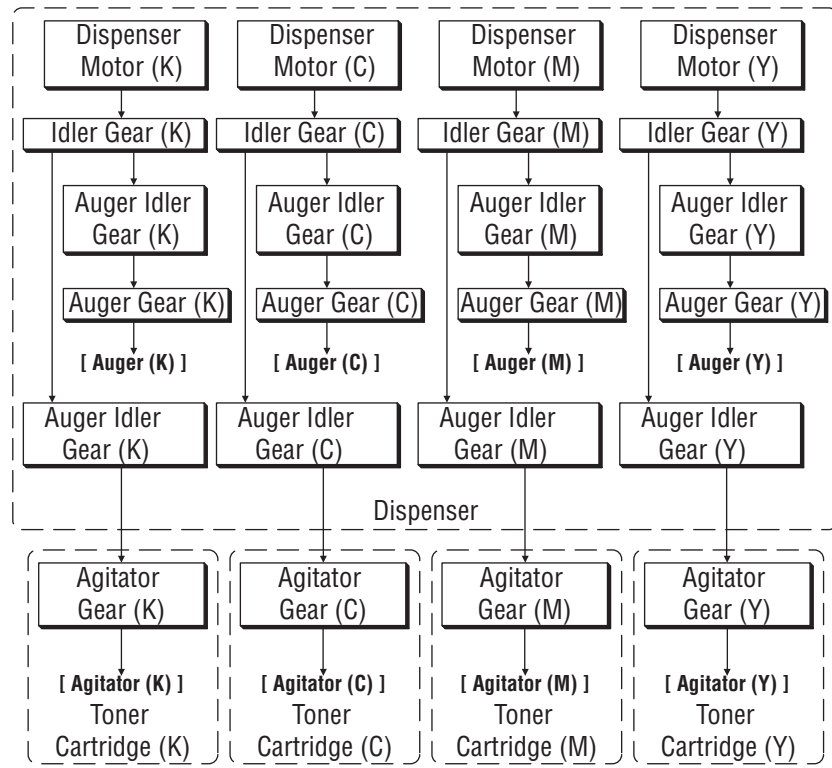 Dispenser Motor (K)
Dispenser Motor (C)
Dispenser Motor (M)
Dispenser Motor (Y)
Idler Gear (K)
Idler Gear (C)
Idler Gear (M)
Idler Gear (Y)
Auger Idler Gear (K)
Auger Idler Gear (C)
Auger Idler Gear (M)
Auger Idler Gear (Y)
Auger Gear (K)
Auger Gear (C)
Auger Gear (M)
Auger Gear (Y)
[ Auger (K) ]
[ Auger (C) ]
[ Auger (M) ]
[ Auger (Y) ]
Auger Idler Gear (K)
Auger Idler Gear (C)
Auger Idler Gear (M)
Auger Idler Gear (Y)
Dispenser
Agitator Gear (K)
Agitator Gear (C)
Agitator Gear (M)
Agitator Gear (Y)
[ Agitator (K) ]
[ Agitator (C) ]
[ Agitator (M) ]
[ Agitator (Y) ]
Toner Cartridge (K)
Toner Cartridge (C)
Toner Cartridge (M)
Toner Cartridge (Y)